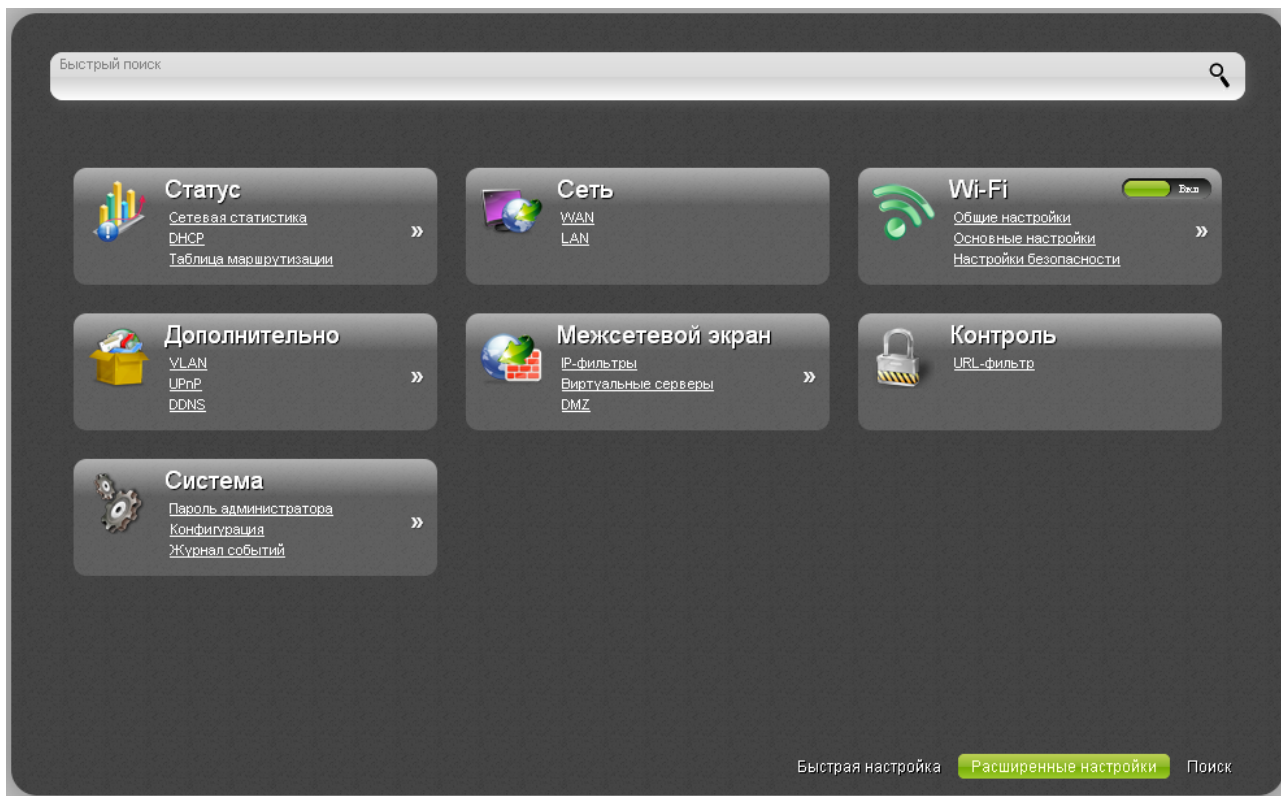 Быстрый поиск
Статус
Сетевая статистика
DHCP
Таблица маршрутизации
»
Сеть
WAN
LAN
Wi-Fi
Вкл
Общие настройки
Основные настройки
Настройки безопасности
»
Дополнительно
VLAN
UPnP
DDNS
»
Межсетевой экран
IP-фильтры
Виртуальные серверы
DMZ
»
Контроль
URL-фильтр
Система
Пароль администратора
Конфигурация
Журнал событий
»
Быстрая настройка Расширенные настройки Поиск